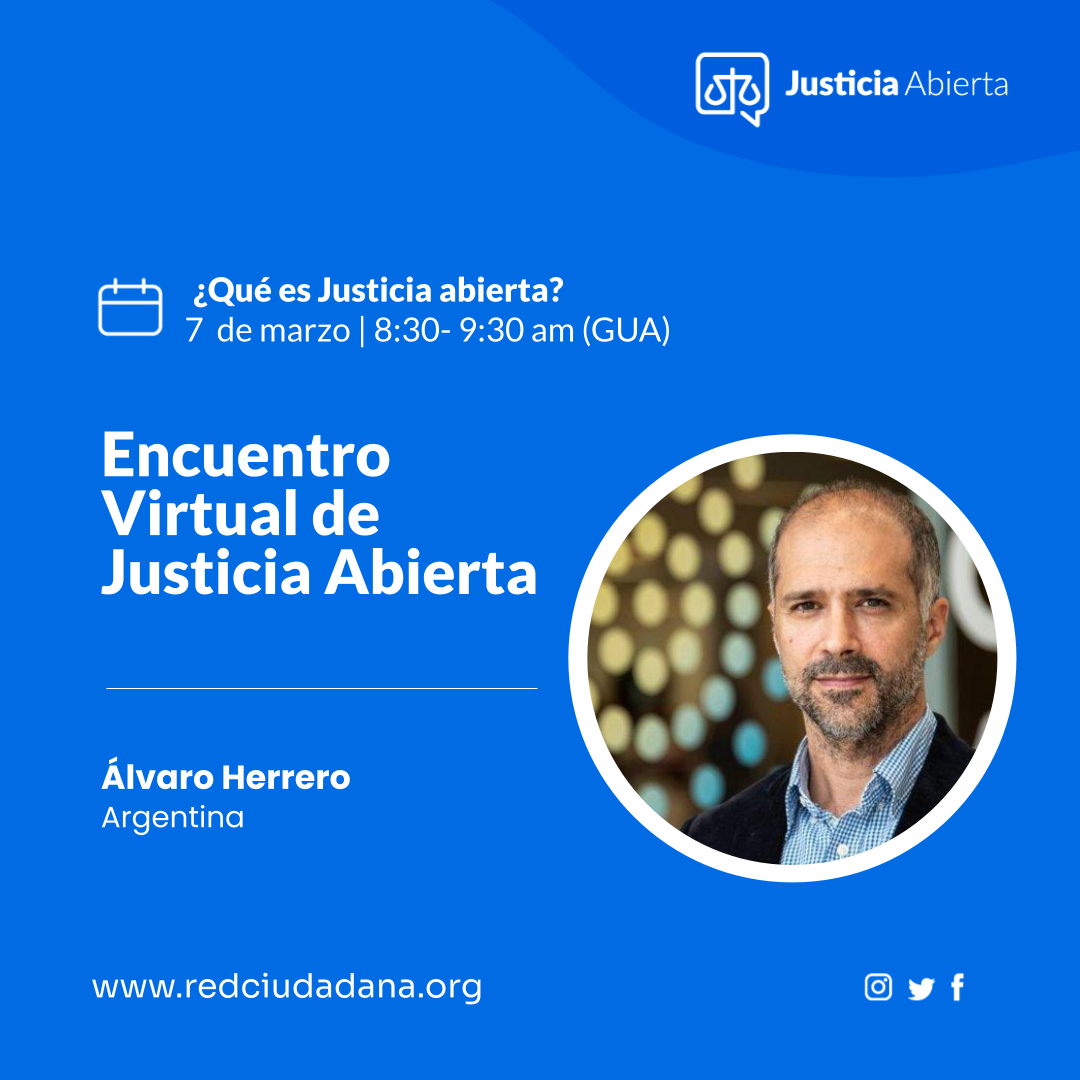 Justicia Abierta
¿Qué es Justicia abierta?
7 de marzo | 8:30- 9:30 am (GUA)
Encuentro
Virtual de
Justicia Abierta
Álvaro Herrero
Argentina
www.redciudadana.org